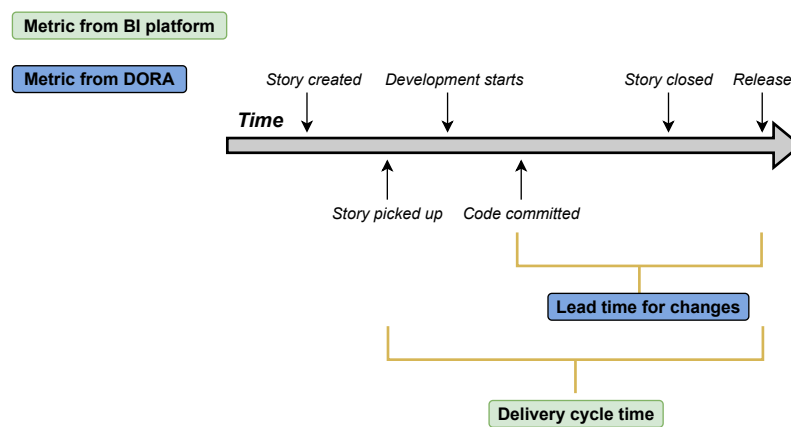 Metric from BI platform
Metric from DORA
Story created
Development starts
Story closed
Release
Time
Story picked up
Code committed
Lead time for changes
Delivery cycle time